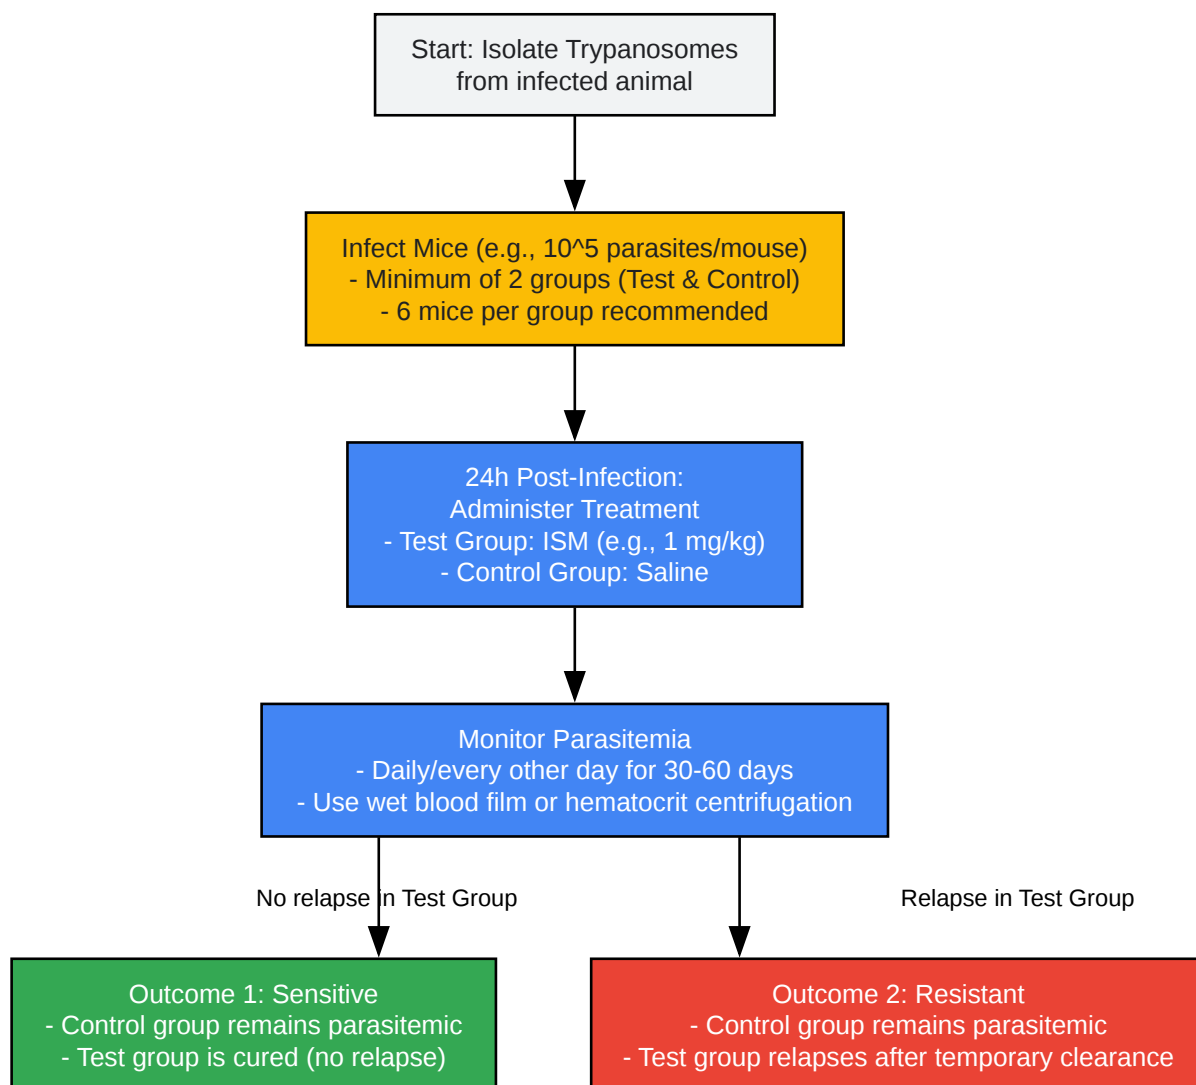 Start: Isolate Trypanosomes
from infected animal
Infect Mice (e.g., 10^5 parasites/mouse)
- Minimum of 2 groups (Test & Control)
- 6 mice per group recommended
24h Post-Infection:
Administer Treatment
- Test Group: ISM (e.g., 1 mg/kg)
- Control Group: Saline
Monitor Parasitemia
- Daily/every other day for 30-60 days
- Use wet blood film or hematocrit centrifugation
No relapse in Test Group
Relapse in Test Group
Outcome 1: Sensitive
- Control group remains parasitemic
- Test group is cured (no relapse)
Outcome 2: Resistant
- Control group remains parasitemic
- Test group relapses after temporary clearance